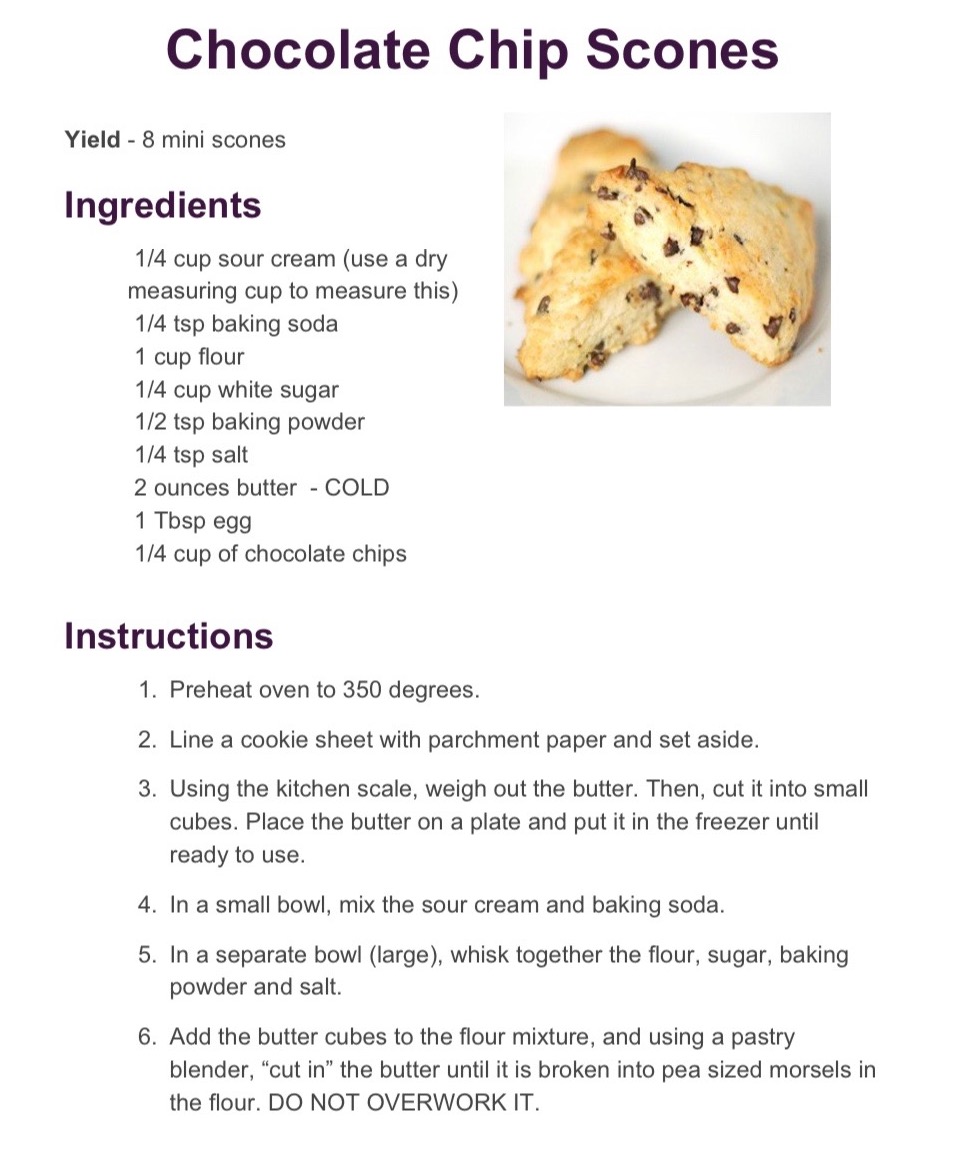 Chocolate Chip Scones
Yield - 8 mini scones
Ingredients
1/4 cup sour cream (use a dry
measuring cup to measure this)
1/4 tsp baking soda
1 cup flour
1/4 cup white sugar
1/2 tsp baking powder
1/4 tsp salt
2 ounces butter  - COLD
1 Tbsp egg
1/4 cup of chocolate chips
Instructions
1. Preheat oven to 350 degrees.
2. Line a cookie sheet with parchment paper and set aside.
3. Using the kitchen scale, weigh out the butter. Then, cut it into small
cubes. Place the butter on a plate and put it in the freezer until
ready to use.
4. In a small bowl, mix the sour cream and baking soda.
5. In a separate bowl (large), whisk together the flour, sugar, baking
powder and salt.
6. Add the butter cubes to the flour mixture, and using a pastry
blender, “cut in” the butter until it is broken into pea sized morsels in
the flour. DO NOT OVERWORK IT.